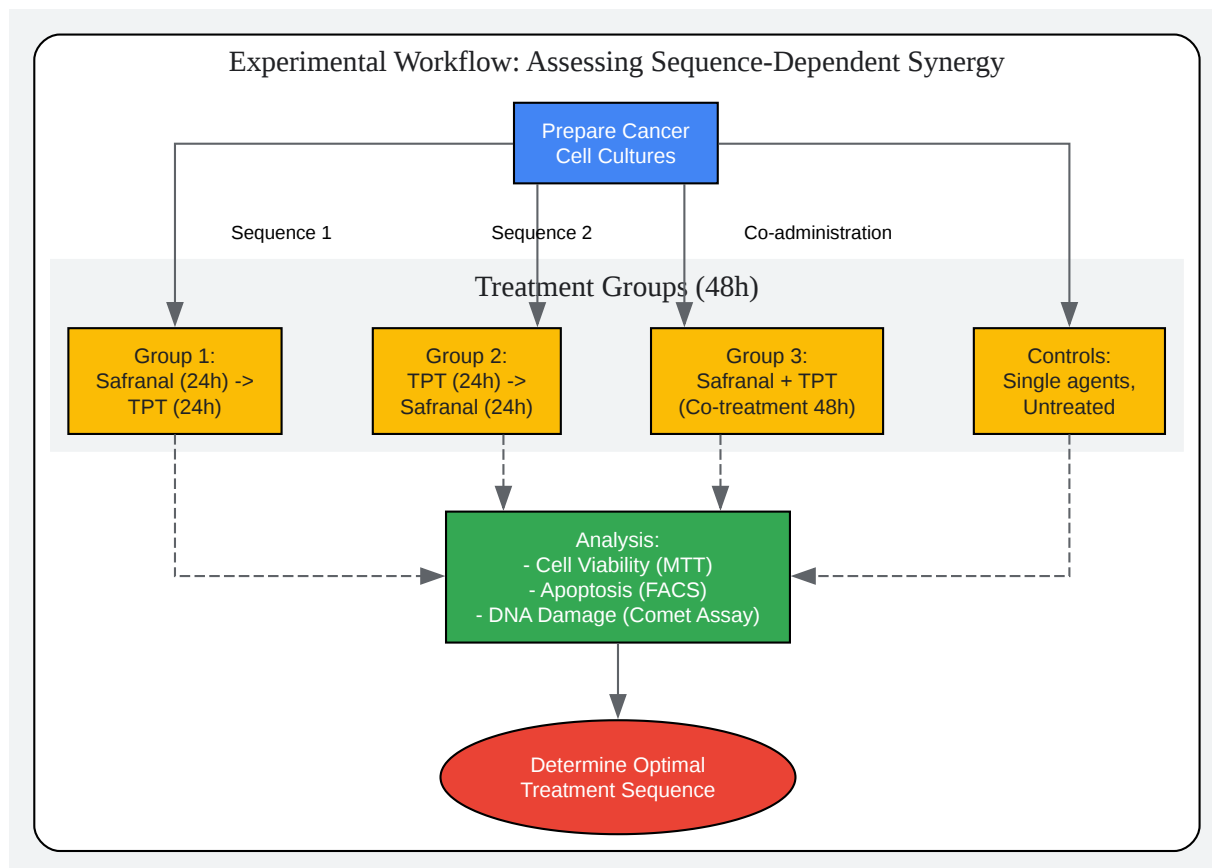 Experimental Workflow: Assessing Sequence-Dependent Synergy
Prepare Cancer
Cell Cultures
Sequence 1
Sequence 2
Co-administration
Treatment Groups (48h)
Group 1:
Safranal (24h) ->
TPT (24h)
Group 2:
TPT (24h) ->
Safranal (24h)
Group 3:
Safranal + TPT
(Co-treatment 48h)
Controls:
Single agents,
Untreated
Analysis:
- Cell Viability (MTT)
- Apoptosis (FACS)
- DNA Damage (Comet Assay)
Determine Optimal
Treatment Sequence